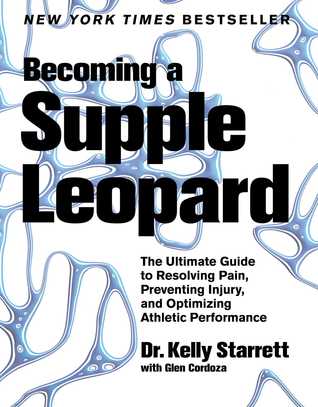 NEW YORK TIMES BESTSELLER
Becoming a
Supple
Leopard
The Ultimate Guide
to Resolving Pain,
Preventing Injury,
and Optimizing
Athletic Performance
Dr. Kelly Starrett
with Glen Cordoza